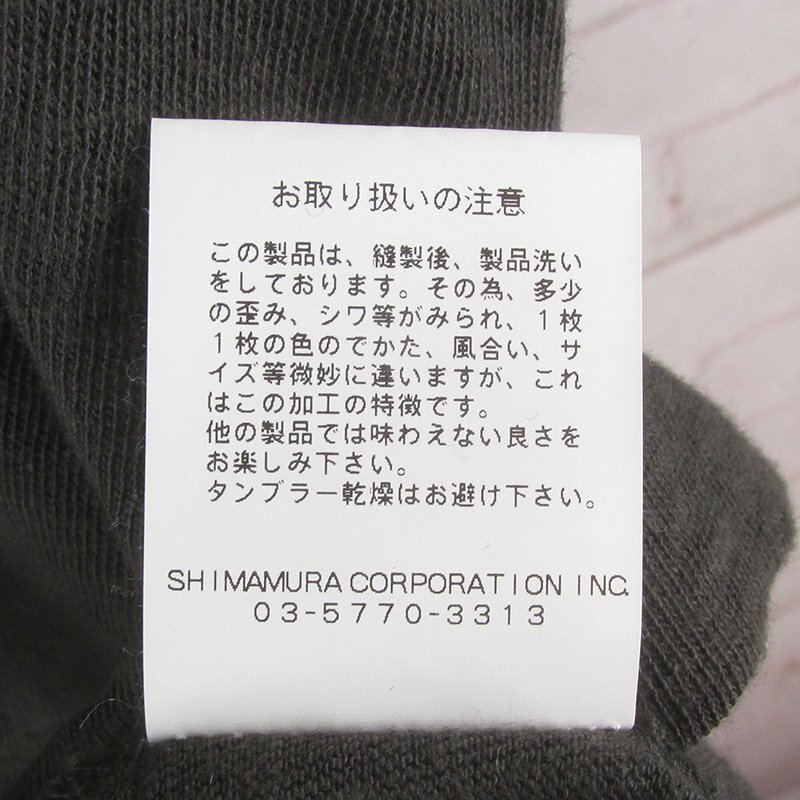 お取り扱いの注意
この製品は、縫製後、製品洗い
をしております。その為、多少
の歪み、シワ等がみられ、１枚
１枚の色のでかた、風合い、サ
イズ等微妙に違いますが、これ
はこの加工の特徴です。
他の製品では味わえない良さを
お楽しみ下さい。
タンブラー乾燥はお避け下さい。
SHIMAMURA CORPORATION INC.
03-5770-3313